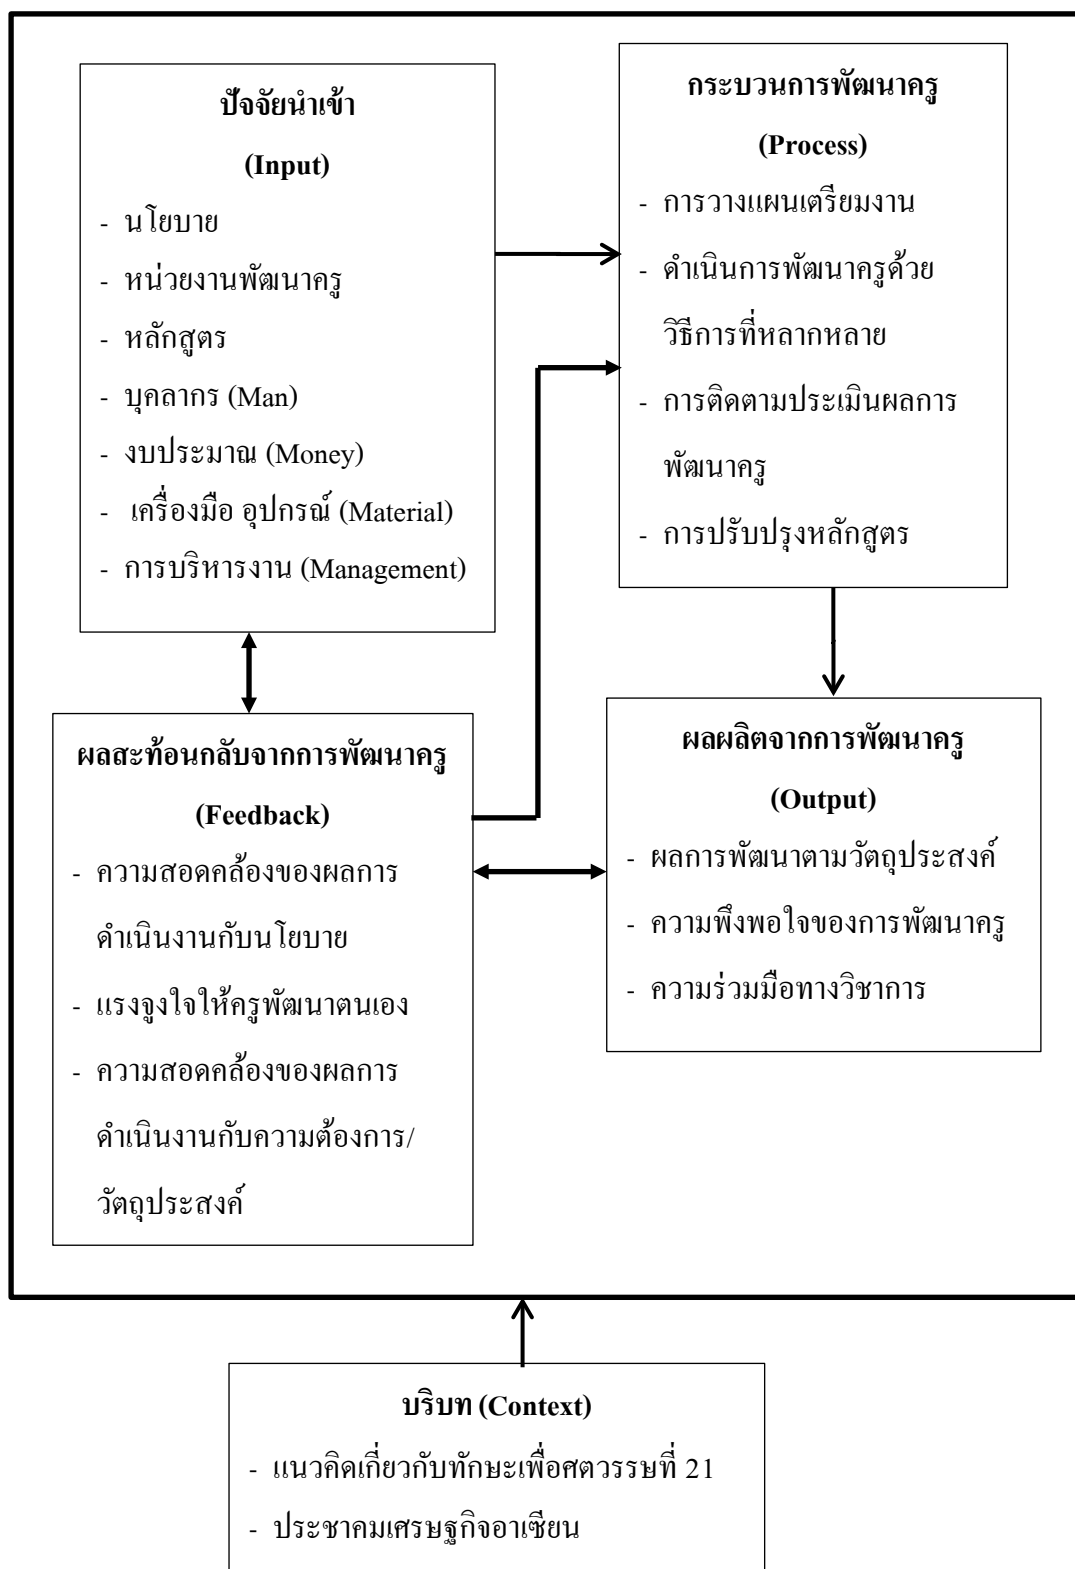 ปัจจัยนำเข้า
(Input)
- นโยบาย
- หน่วยงานพัฒนาครู
- หลักสูตร
- บุคลากร (Man)
- งบประมาณ (Money)
- เครื่องมือ อุปกรณ์ (Material)
- การบริหารงาน (Management)
กระบวนการพัฒนาครู
(Process)
- การวางแผนเตรียมงาน
- ดำเนินการพัฒนาครูด้วย
วิธีการที่หลากหลาย
- การติดตามประเมินผลการ
พัฒนาครู
- การปรับปรุงหลักสูตร
ผลสะท้อนกลับจากการพัฒนาครู
(Feedback)
- ความสอดคล้องของผลการ
ดำเนินงานกับนโยบาย
- แรงจูงใจให้ครูพัฒนาตนเอง
- ความสอดคล้องของผลการ
ดำเนินงานกับความต้องการ/
วัตถุประสงค์
ผลผลิตจากการพัฒนาครู
(Output)
- ผลการพัฒนาตามวัตถุประสงค์
- ความพึงพอใจของการพัฒนาครู
- ความร่วมมือทางวิชาการ
บริบท (Context)
- แนวคิดเกี่ยวกับทักษะเพื่อศตวรรษที่ 21
- ประชาคมเศรษฐกิจอาเซียน